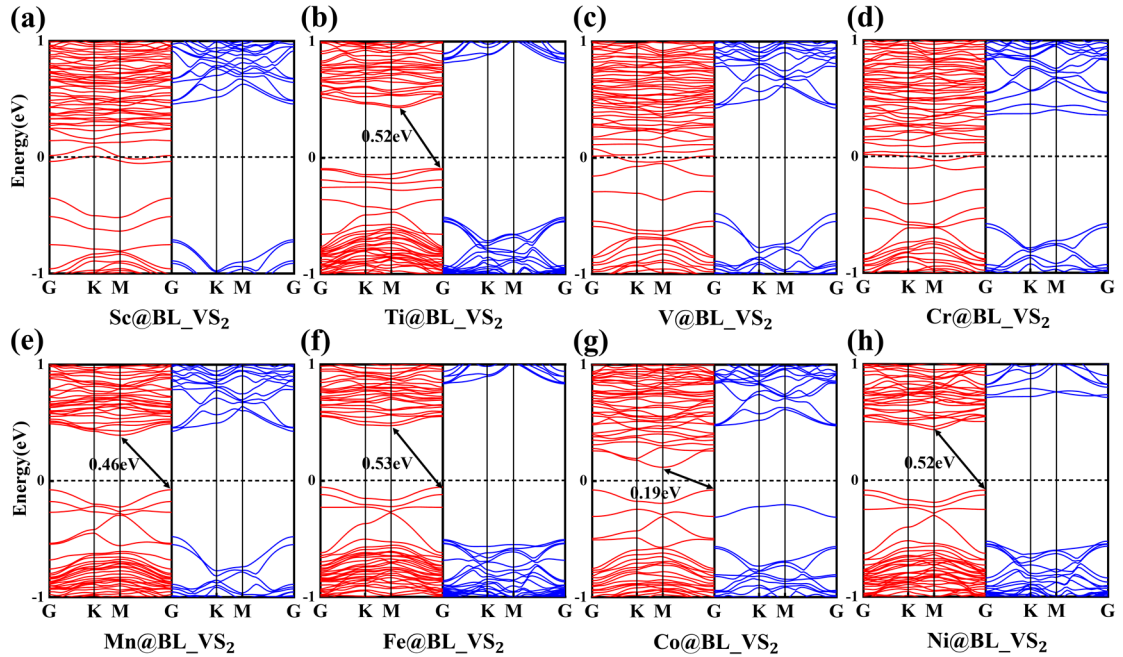 (a) (b) (c) (d)
1 1 1 1
Energy(eV)
0.52eV
0 0 0 0
-1 -1 -1 -1
G K M G K M G G K M G K M G G K M G K M G G K M G K M G
Sc@BL_VS₂ Ti@BL_VS₂ V@BL_VS₂ Cr@BL_VS₂
(e) (f) (g) (h)
1 1 1 1
Energy(eV)
0.46eV 0.53eV 0.19eV 0.52eV
0 0 0 0
-1 -1 -1 -1
G K M G K M G G K M G K M G G K M G K M G G K M G K M G
Mn@BL_VS₂ Fe@BL_VS₂ Co@BL_VS₂ Ni@BL_VS₂